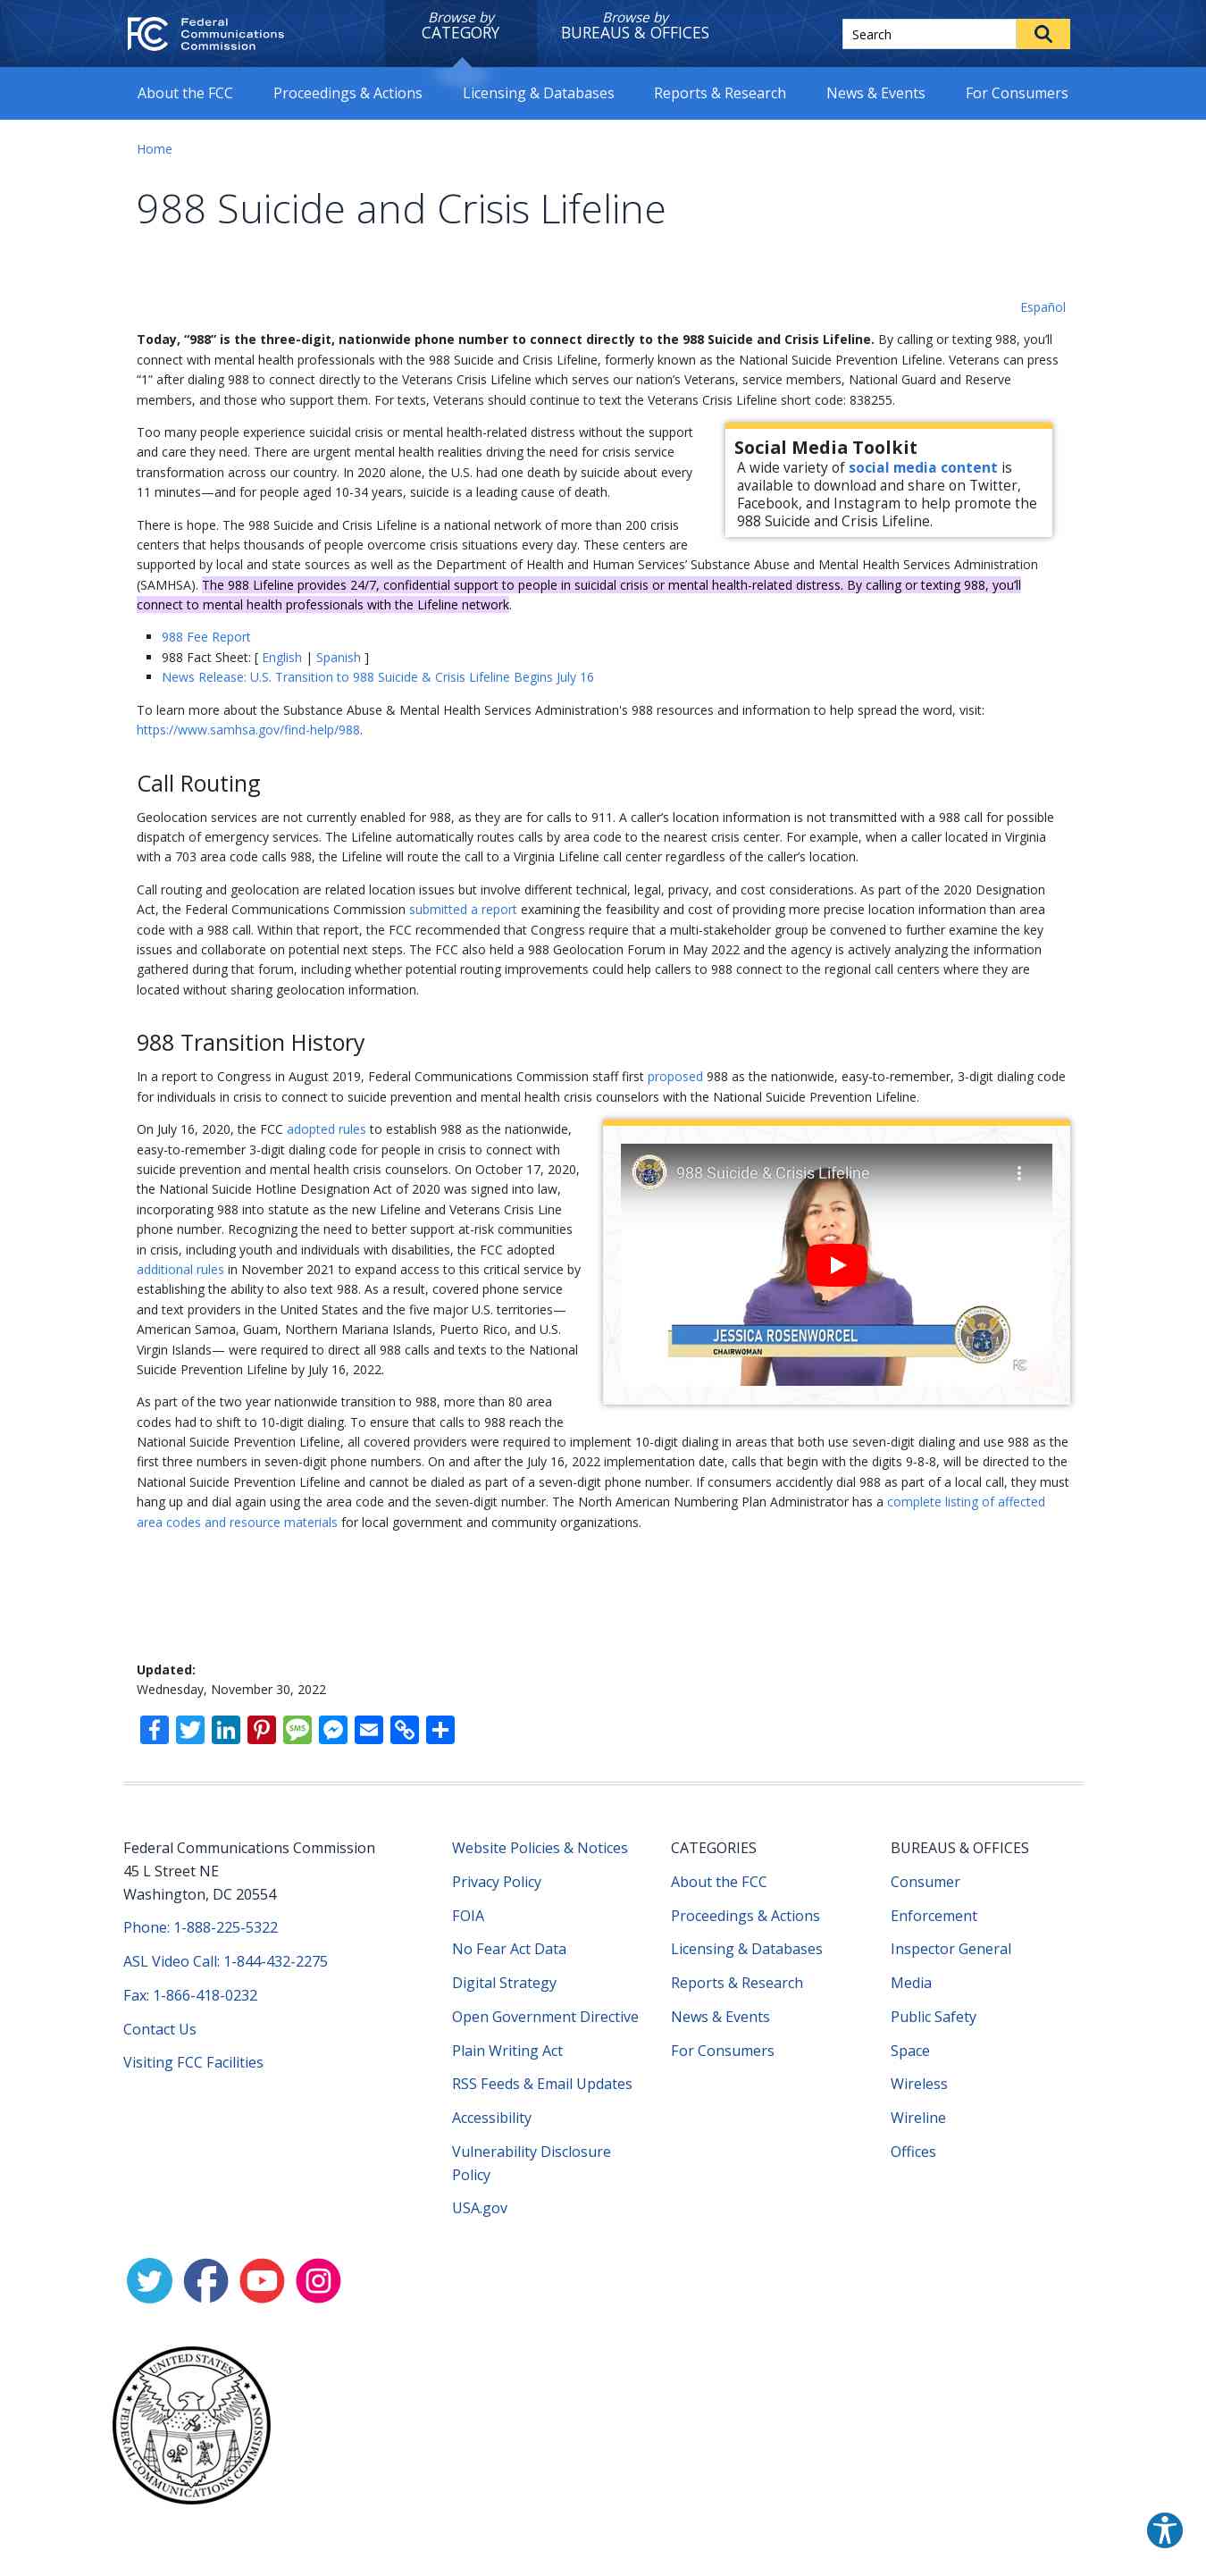 Federal
Communications
Commission
Browse by
CATEGORY
Browse by
BUREAUS & OFFICES
Search
About the FCC
Proceedings & Actions
Licensing & Databases
Reports & Research
News & Events
For Consumers
Home
988 Suicide and Crisis Lifeline
Español
Today, “988” is the three-digit, nationwide phone number to connect directly to the 988 Suicide and Crisis Lifeline. By calling or texting 988, you’ll
connect with mental health professionals with the 988 Suicide and Crisis Lifeline, formerly known as the National Suicide Prevention Lifeline. Veterans can press
“1” after dialing 988 to connect directly to the Veterans Crisis Lifeline which serves our nation’s Veterans, service members, National Guard and Reserve
members, and those who support them. For texts, Veterans should continue to text the Veterans Crisis Lifeline short code: 838255.
Social Media Toolkit
A wide variety of social media content is
available to download and share on Twitter,
Facebook, and Instagram to help promote the
988 Suicide and Crisis Lifeline.
Too many people experience suicidal crisis or mental health-related distress without the support
and care they need. There are urgent mental health realities driving the need for crisis service
transformation across our country. In 2020 alone, the U.S. had one death by suicide about every
11 minutes—and for people aged 10-34 years, suicide is a leading cause of death.
There is hope. The 988 Suicide and Crisis Lifeline is a national network of more than 200 crisis
centers that helps thousands of people overcome crisis situations every day. These centers are
supported by local and state sources as well as the Department of Health and Human Services’ Substance Abuse and Mental Health Services Administration
(SAMHSA). The 988 Lifeline provides 24/7, confidential support to people in suicidal crisis or mental health-related distress. By calling or texting 988, you’ll
connect to mental health professionals with the Lifeline network.
988 Fee Report
988 Fact Sheet: [ English | Spanish ]
News Release: U.S. Transition to 988 Suicide & Crisis Lifeline Begins July 16
To learn more about the Substance Abuse & Mental Health Services Administration's 988 resources and information to help spread the word, visit:
https://www.samhsa.gov/find-help/988.
Call Routing
Geolocation services are not currently enabled for 988, as they are for calls to 911. A caller’s location information is not transmitted with a 988 call for possible
dispatch of emergency services. The Lifeline automatically routes calls by area code to the nearest crisis center. For example, when a caller located in Virginia
with a 703 area code calls 988, the Lifeline will route the call to a Virginia Lifeline call center regardless of the caller’s location.
Call routing and geolocation are related location issues but involve different technical, legal, privacy, and cost considerations. As part of the 2020 Designation
Act, the Federal Communications Commission submitted a report examining the feasibility and cost of providing more precise location information than area
code with a 988 call. Within that report, the FCC recommended that Congress require that a multi-stakeholder group be convened to further examine the key
issues and collaborate on potential next steps. The FCC also held a 988 Geolocation Forum in May 2022 and the agency is actively analyzing the information
gathered during that forum, including whether potential routing improvements could help callers to 988 connect to the regional call centers where they are
located without sharing geolocation information.
988 Transition History
In a report to Congress in August 2019, Federal Communications Commission staff first proposed 988 as the nationwide, easy-to-remember, 3-digit dialing code
for individuals in crisis to connect to suicide prevention and mental health crisis counselors with the National Suicide Prevention Lifeline.
On July 16, 2020, the FCC adopted rules to establish 988 as the nationwide,
easy-to-remember 3-digit dialing code for people in crisis to connect with
suicide prevention and mental health crisis counselors. On October 17, 2020,
the National Suicide Hotline Designation Act of 2020 was signed into law,
incorporating 988 into statute as the new Lifeline and Veterans Crisis Line
phone number. Recognizing the need to better support at-risk communities
in crisis, including youth and individuals with disabilities, the FCC adopted
additional rules in November 2021 to expand access to this critical service by
establishing the ability to also text 988. As a result, covered phone service
and text providers in the United States and the five major U.S. territories—
American Samoa, Guam, Northern Mariana Islands, Puerto Rico, and U.S.
Virgin Islands— were required to direct all 988 calls and texts to the National
Suicide Prevention Lifeline by July 16, 2022.
988 Suicide & Crisis Lifeline
JESSICA ROSENWORCEL
CHAIRWOMAN
As part of the two year nationwide transition to 988, more than 80 area
codes had to shift to 10-digit dialing. To ensure that calls to 988 reach the
National Suicide Prevention Lifeline, all covered providers were required to implement 10-digit dialing in areas that both use seven-digit dialing and use 988 as the
first three numbers in seven-digit phone numbers. On and after the July 16, 2022 implementation date, calls that begin with the digits 9-8-8, will be directed to the
National Suicide Prevention Lifeline and cannot be dialed as part of a seven-digit phone number. If consumers accidently dial 988 as part of a local call, they must
hang up and dial again using the area code and the seven-digit number. The North American Numbering Plan Administrator has a complete listing of affected
area codes and resource materials for local government and community organizations.
Updated:
Wednesday, November 30, 2022
SMS
Federal Communications Commission
45 L Street NE
Washington, DC 20554
Phone: 1-888-225-5322
ASL Video Call: 1-844-432-2275
Fax: 1-866-418-0232
Contact Us
Visiting FCC Facilities
Website Policies & Notices
Privacy Policy
FOIA
No Fear Act Data
Digital Strategy
Open Government Directive
Plain Writing Act
RSS Feeds & Email Updates
Accessibility
Vulnerability Disclosure
Policy
USA.gov
CATEGORIES
About the FCC
Proceedings & Actions
Licensing & Databases
Reports & Research
News & Events
For Consumers
BUREAUS & OFFICES
Consumer
Enforcement
Inspector General
Media
Public Safety
Space
Wireless
Wireline
Offices
UNITED STATES
FEDERAL COMMUNICATIONS COMMISSION